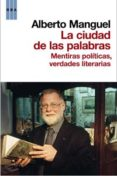 Alberto Manguel
La ciudad
de las palabras
Mentiras políticas,
verdades literarias